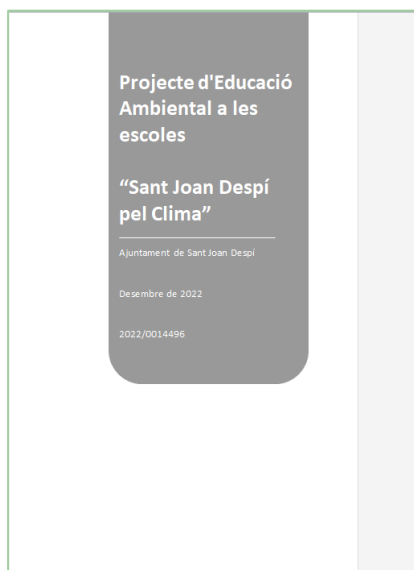 Projecte d'Educació
Ambiental a les
escoles
“Sant Joan Despí
pel Clima”
Ajuntament de Sant Joan Despí
Desembre de 2022
2022/0014496